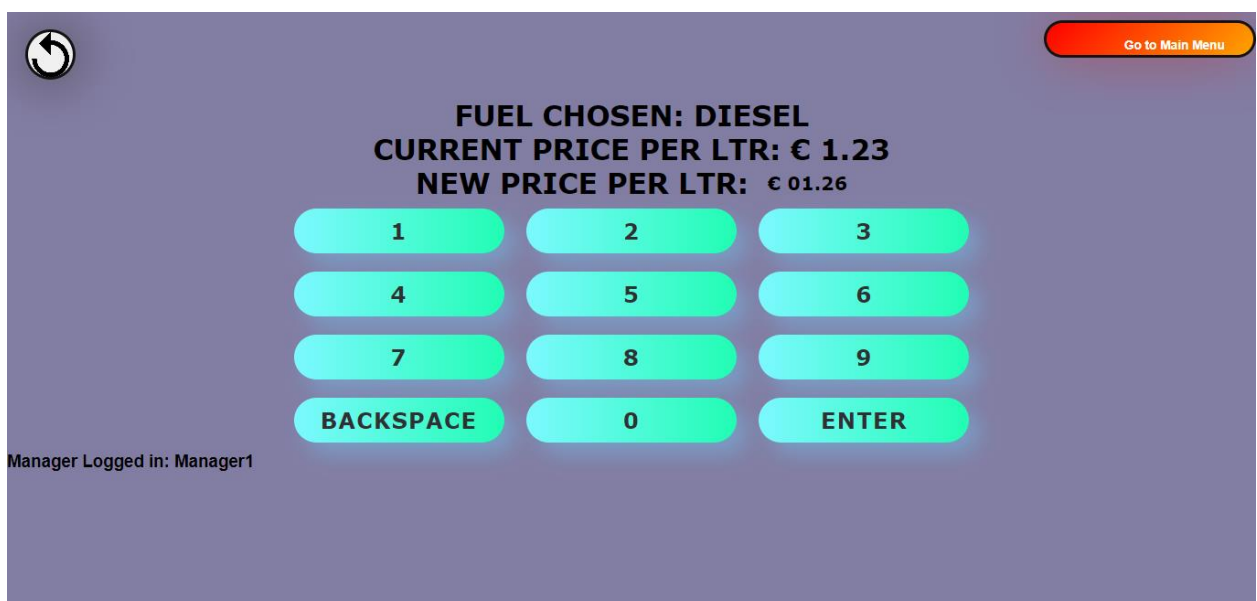 Go to Main Menu
FUEL CHOSEN: DIESEL
CURRENT PRICE PER LTR: € 1.23
NEW PRICE PER LTR: € 01.26
1 2 3
4 5 6
7 8 9
BACKSPACE 0 ENTER
Manager Logged in: Manager1